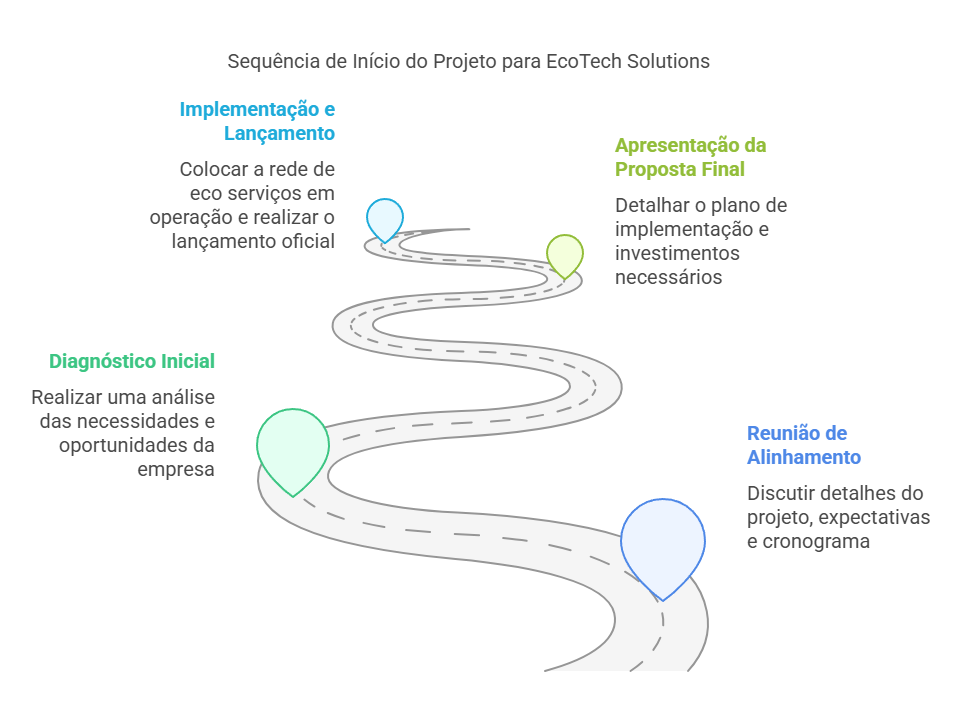 Sequência de Início do Projeto para EcoTech Solutions
Implementação e
Lançamento
Colocar a rede de
eco serviços em
operação e realizar o
lançamento oficial
Apresentação da
Proposta Final
Detalhar o plano de
implementação e
investimentos
necessários
Diagnóstico Inicial
Realizar uma análise
das necessidades e
oportunidades da
empresa
Reunião de
Alinhamento
Discutir detalhes do
projeto, expectativas
e cronograma